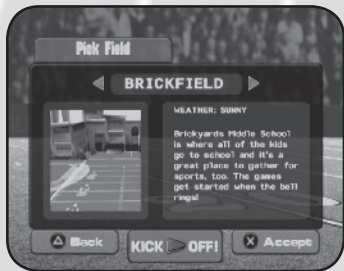 Pick Field
BRICKFIELD
WEATHER: SUNNY
Brickyards Middle School
is where all of the kids
go to school and it's a
great place to gather for
sports, too. The games
get started when the bell
rings!
Back
KICK OFF!
Accept